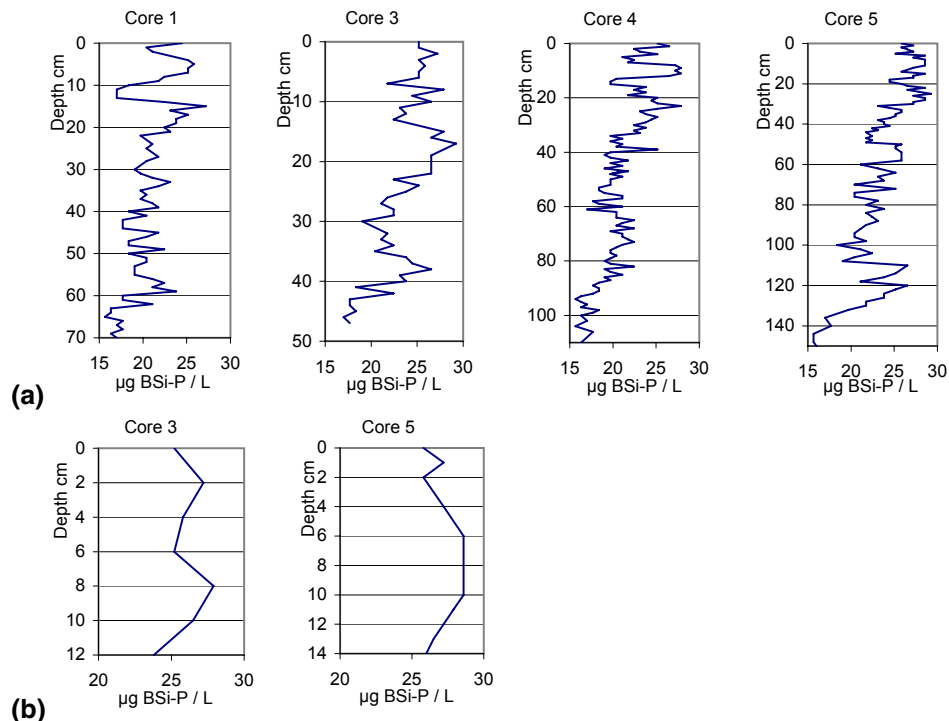 Core 1
Depth cm
0
10
20
30
40
50
60
70
15 20 25 30
µg BSi-P / L
Core 3
Depth cm
0
10
20
30
40
50
15 20 25 30
µg BSi-P / L
Core 4
Depth cm
0
20
40
60
80
100
15 20 25 30
µg BSi-P / L
Core 5
Depth cm
0
20
40
60
80
100
120
140
15 20 25 30
µg BSi-P / L
(a)
Core 3
Depth cm
0
2
4
6
8
10
12
20 25 30
µg BSi-P / L
Core 5
Depth cm
0
2
4
6
8
10
12
14
20 25 30
µg BSi-P / L
(b)